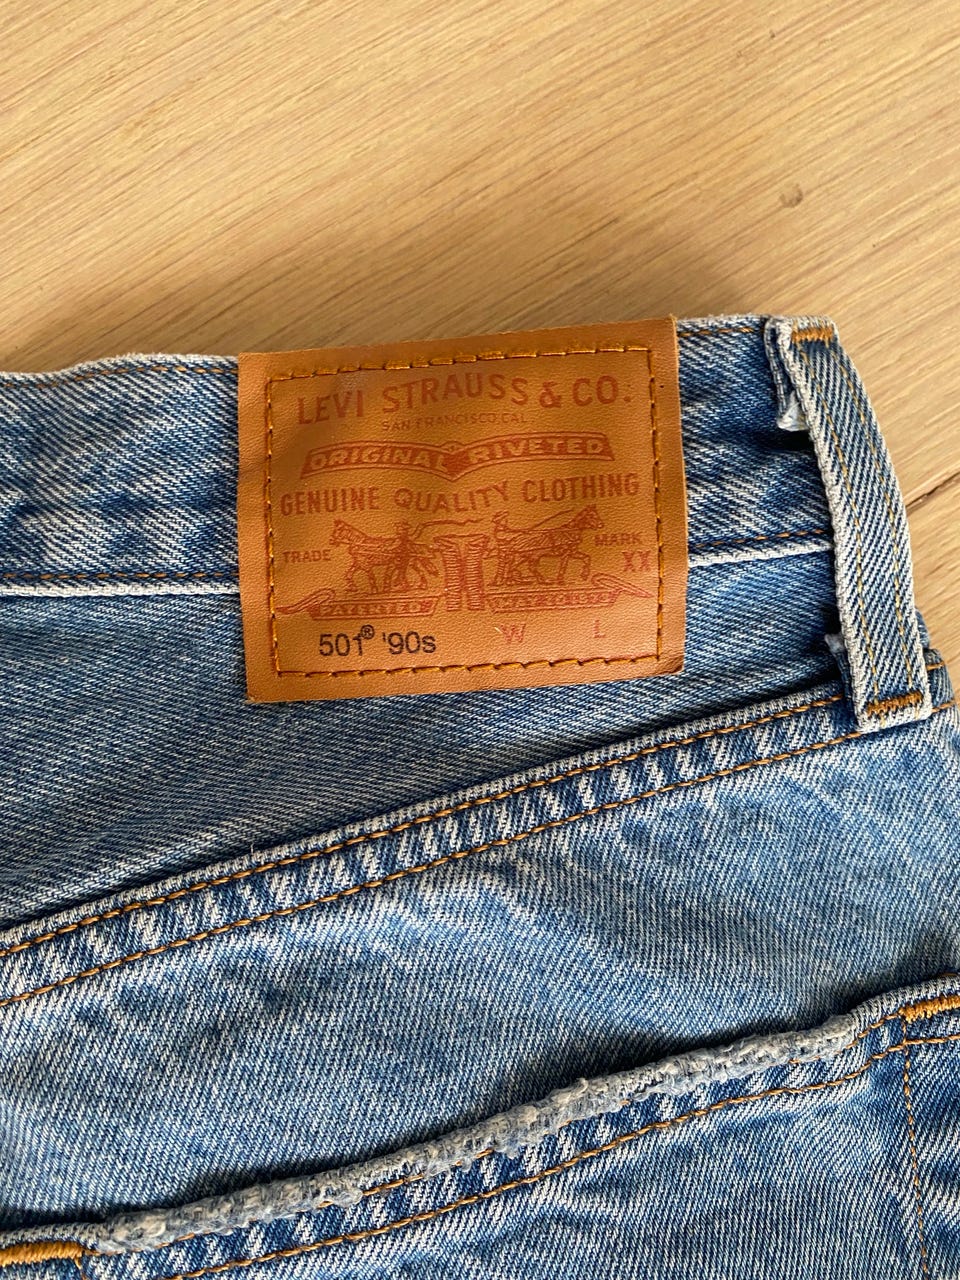 LEVI STRAUSS & CO.
SAN FRANCISCO, CAL.
ORIGINAL RIVETED
GENUINE QUALITY CLOTHING
TRADE MARK
XX
PATENTED MAY 20 1873
501® '90s W L